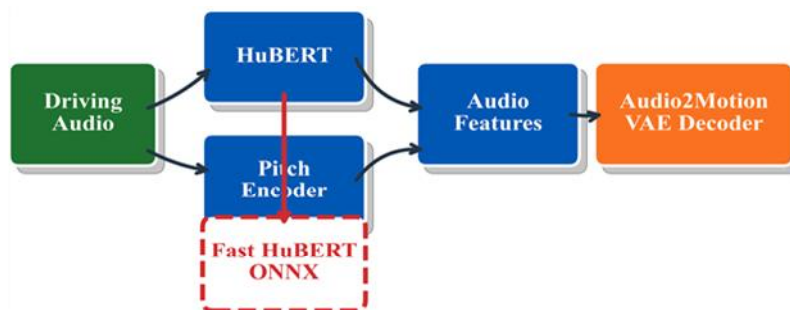 HuBERT
Driving
Audio
Audio
Features
Audio2Motion
VAE Decoder
Pitch
Encoder
Fast HuBERT
ONNX